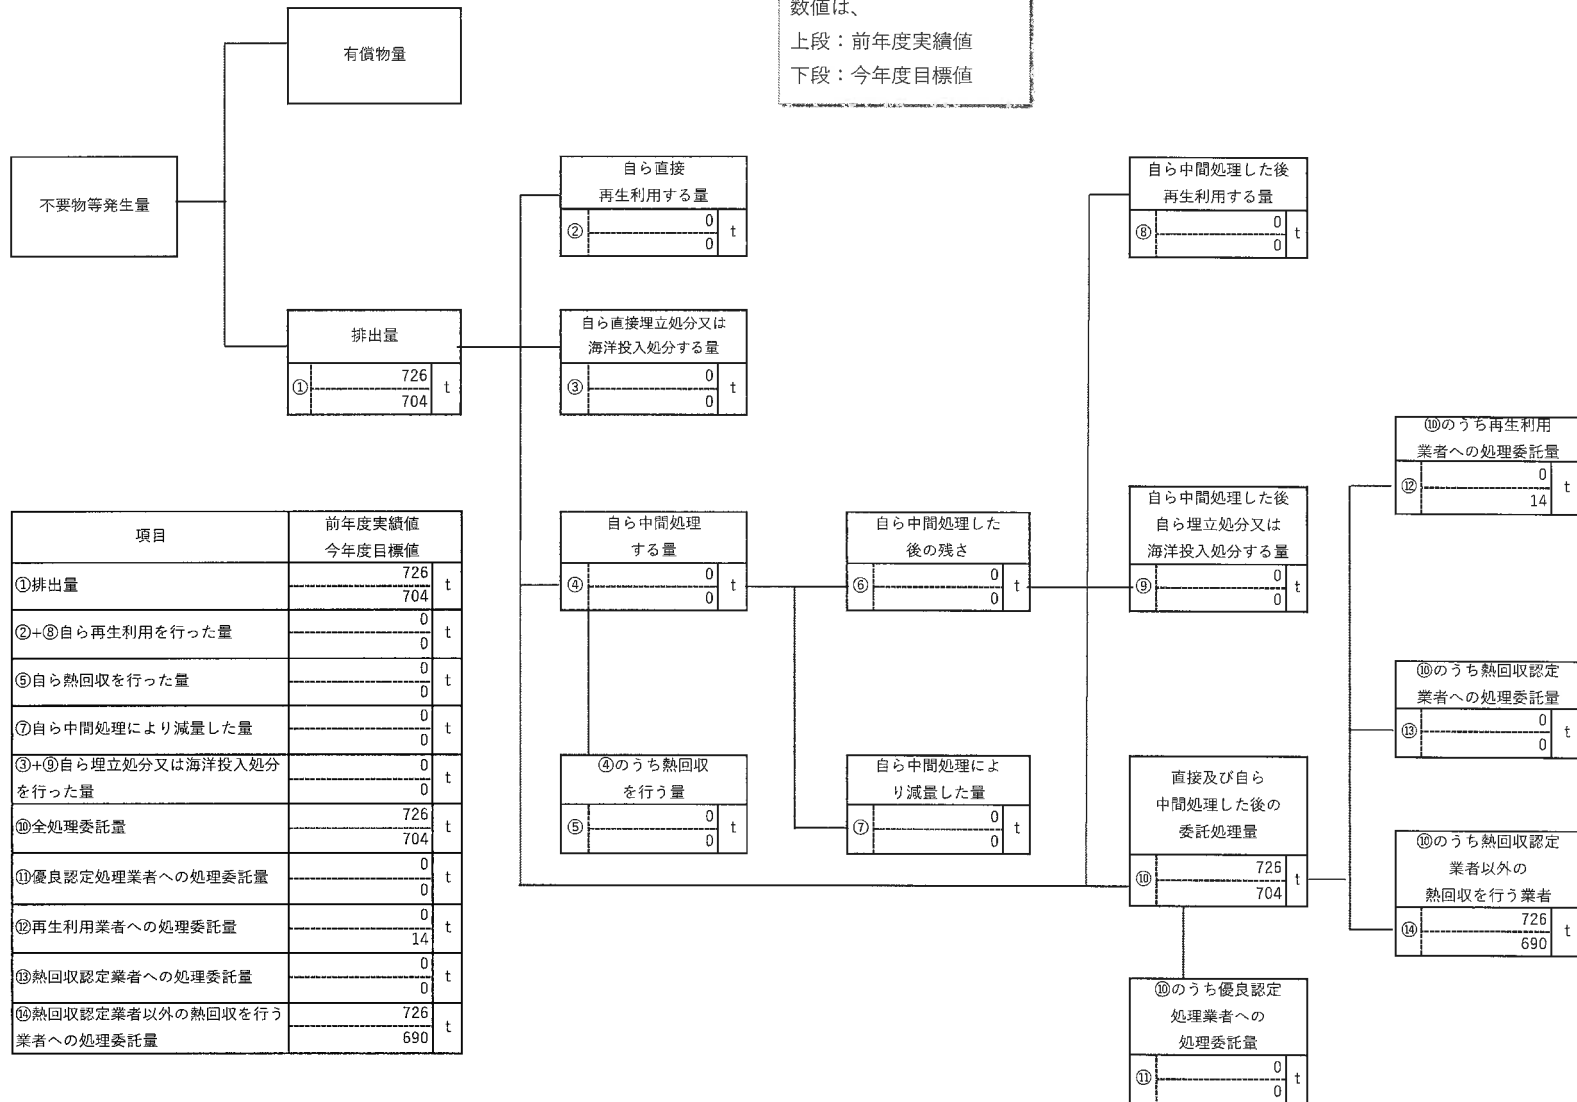 数値は、
上段：前年度実績値
下段：今年度目標値
有償物量
不要物等発生量
自ら直接
再生利用する量
② 0 t
0
自ら中間処理した後
再生利用する量
⑧ 0 t
0
排出量
① 726 t
704
自ら直接埋立処分又は
海洋投入処分する量
③ 0 t
0
⑩のうち再生利用
業者への処理委託量
⑫ 0 t
14
自ら中間処理
する量
④ 0 t
0
自ら中間処理した
後の残さ
⑥ 0 t
0
自ら中間処理した後
自ら埋立処分又は
海洋投入処分する量
⑨ 0 t
0
⑩のうち熱回収認定
業者への処理委託量
⑬ 0 t
0
④のうち熱回収
を行う量
⑤ 0 t
0
自ら中間処理によ
り減量した量
⑦ 0 t
0
直接及び自ら
中間処理した後の
委託処理量
⑩ 726 t
704
⑩のうち熱回収認定
業者以外の
熱回収を行う業者
⑭ 726 t
690
⑩のうち優良認定
処理業者への
処理委託量
⑪ 0 t
0
項目 前年度実績値
今年度目標値
①排出量 726 t
704
②+⑧自ら再生利用を行った量 0 t
0
⑤自ら熱回収を行った量 0 t
0
⑦自ら中間処理により減量した量 0 t
0
③+⑨自ら埋立処分又は海洋投入処分 0 t
を行った量 0
⑩全処理委託量 726 t
704
⑪優良認定処理業者への処理委託量 0 t
0
⑫再生利用業者への処理委託量 0 t
14
⑬熱回収認定業者への処理委託量 0 t
0
⑭熱回収認定業者以外の熱回収を行う 726 t
業者への処理委託量 690